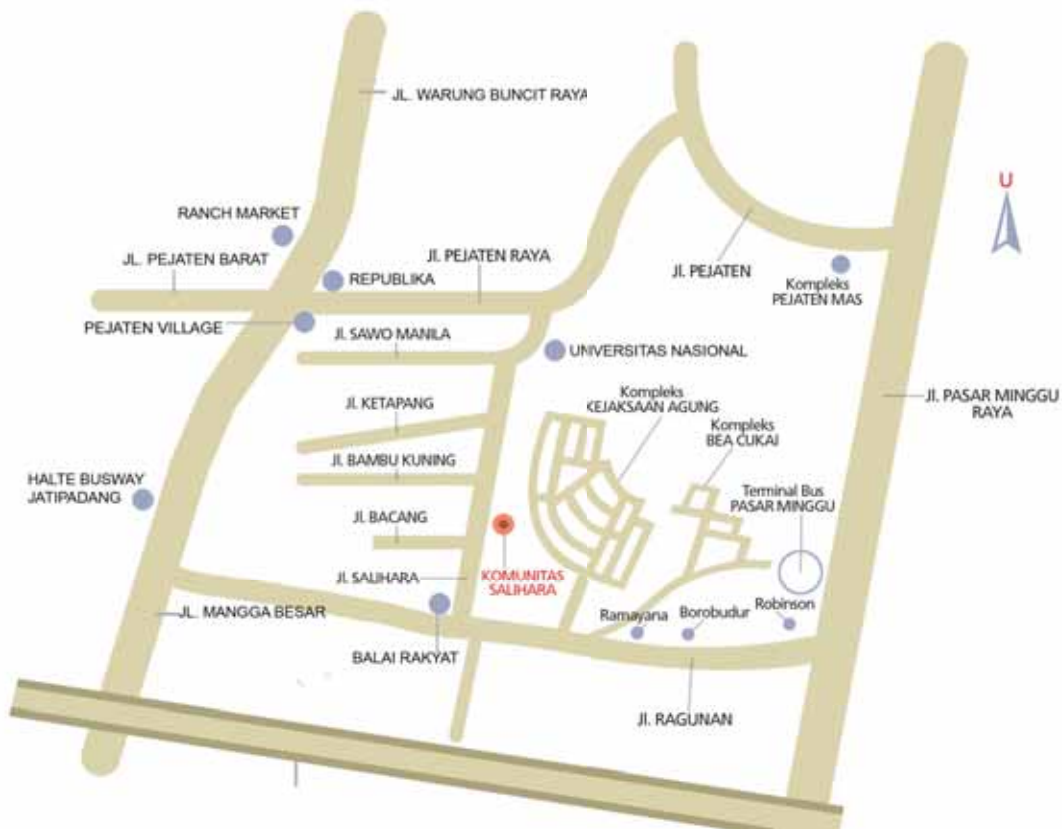 JL. WARUNG BUNCIT RAYA
U
RANCH MARKET
JL. PEJATEN BARAT
REPUBLIKA
Jl. PEJATEN RAYA
Jl. PEJATEN
Kompleks
PEJATEN MAS
PEJATEN VILLAGE
Jl. SAWO MANILA
UNIVERSITAS NASIONAL
Jl. KETAPANG
Kompleks
KEJAKSAAN AGUNG
Jl. PASAR MINGGU
RAYA
Kompleks
BEA CUKAI
Jl. BAMBU KUNING
HALTE BUSWAY
JATIPADANG
Terminal Bus
PASAR MINGGU
Jl. BACANG
Jl. SALIHARA
KOMUNITAS
SALIHARA
JL. MANGGA BESAR
Ramayana
Borobudur
Robinson
BALAI RAKYAT
Jl. RAGUNAN